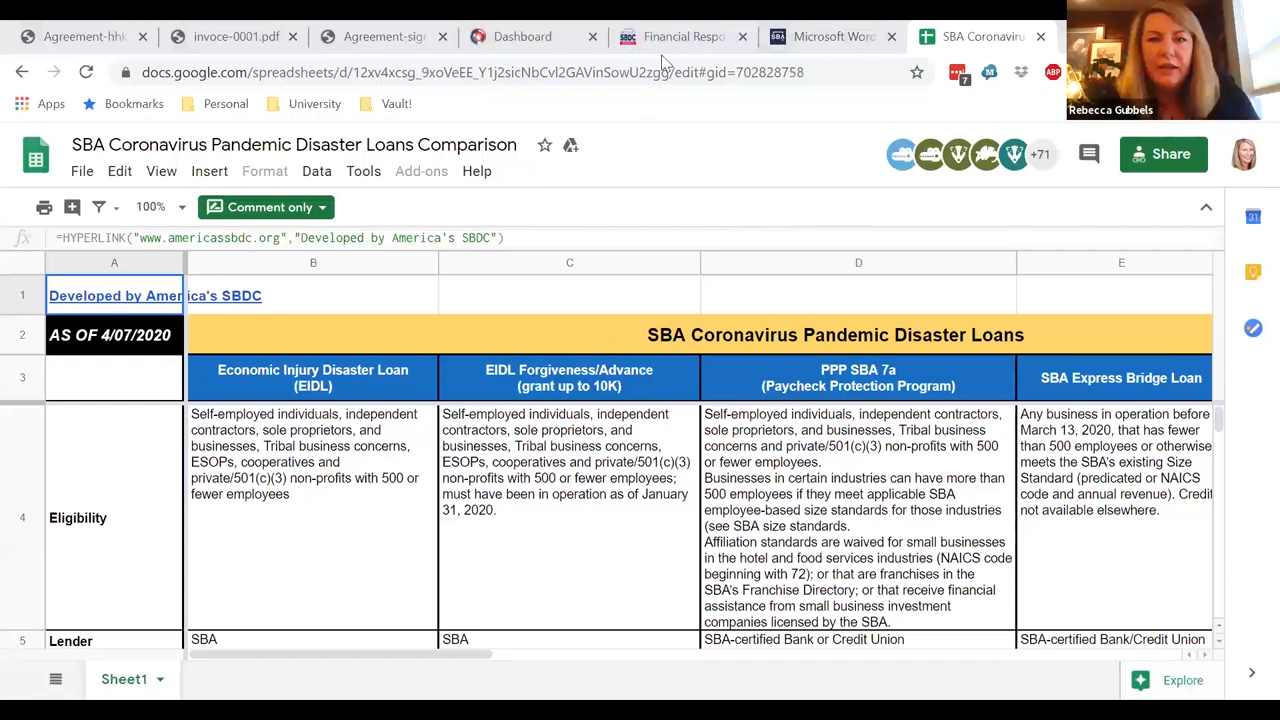 Agreement-hhk
invoce-0001.pdf
Agreement-sign
Dashboard
Financial Respo
Microsoft Word
SBA Coronaviru
Rebecca Gubbels
Apps
Bookmarks
Personal
University
Vault!
7
ABP
SBA Coronavirus Pandemic Disaster Loans Comparison
File Edit View Insert Format Data Tools Add-ons Help
+71
Share
100%
Comment only
31
fx
=HYPERLINK("www.americassbdc.org","Developed by America's SBDC")
A B C D E
1
Developed by America's SBDC
2
AS OF 4/07/2020
SBA Coronavirus Pandemic Disaster Loans
3
Economic Injury Disaster Loan
(EIDL)
EIDL Forgiveness/Advance
(grant up to 10K)
PPP SBA 7a
(Paycheck Protection Program)
SBA Express Bridge Loan
4
Eligibility
Self-employed individuals, independent
contractors, sole proprietors, and
businesses, Tribal business concerns,
ESOPs, cooperatives and
private/501(c)(3) non-profits with 500 or
fewer employees
Self-employed individuals, independent
contractors, sole proprietors, and
businesses, Tribal business concerns,
ESOPs, cooperatives and private/501(c)(3)
non-profits with 500 or fewer employees;
must have been in operation as of January
31, 2020.
Self-employed individuals, independent contractors,
sole proprietors, and businesses, Tribal business
concerns and private/501(c)(3) non-profits with 500
or fewer employees.
Businesses in certain industries can have more than
500 employees if they meet applicable SBA
employee-based size standards for those industries
(see SBA size standards.
Affiliation standards are waived for small businesses
in the hotel and food services industries (NAICS code
beginning with 72); or that are franchises in the
SBA's Franchise Directory; or that receive financial
assistance from small business investment
companies licensed by the SBA.
Any business in operation before
March 13, 2020, that has fewer
than 500 employees or otherwise
meets the SBA's existing Size
Standard (predicated or NAICS
code and annual revenue). Credit
not available elsewhere.
5
Lender
SBA
SBA
SBA-certified Bank or Credit Union
SBA-certified Bank/Credit Union
Sheet1
Explore